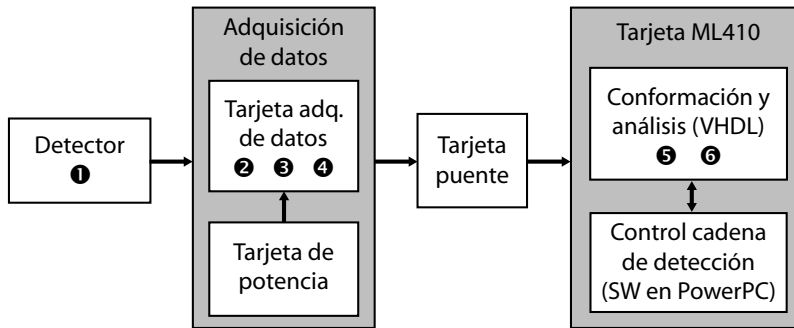 Detector
❶
Adquisición
de datos
Tarjeta adq.
de datos
❷ ❸ ❹
Tarjeta de
potencia
Tarjeta
puente
Tarjeta ML410
Conformación y
análisis (VHDL)
❺ ❻
Control cadena
de detección
(SW en PowerPC)